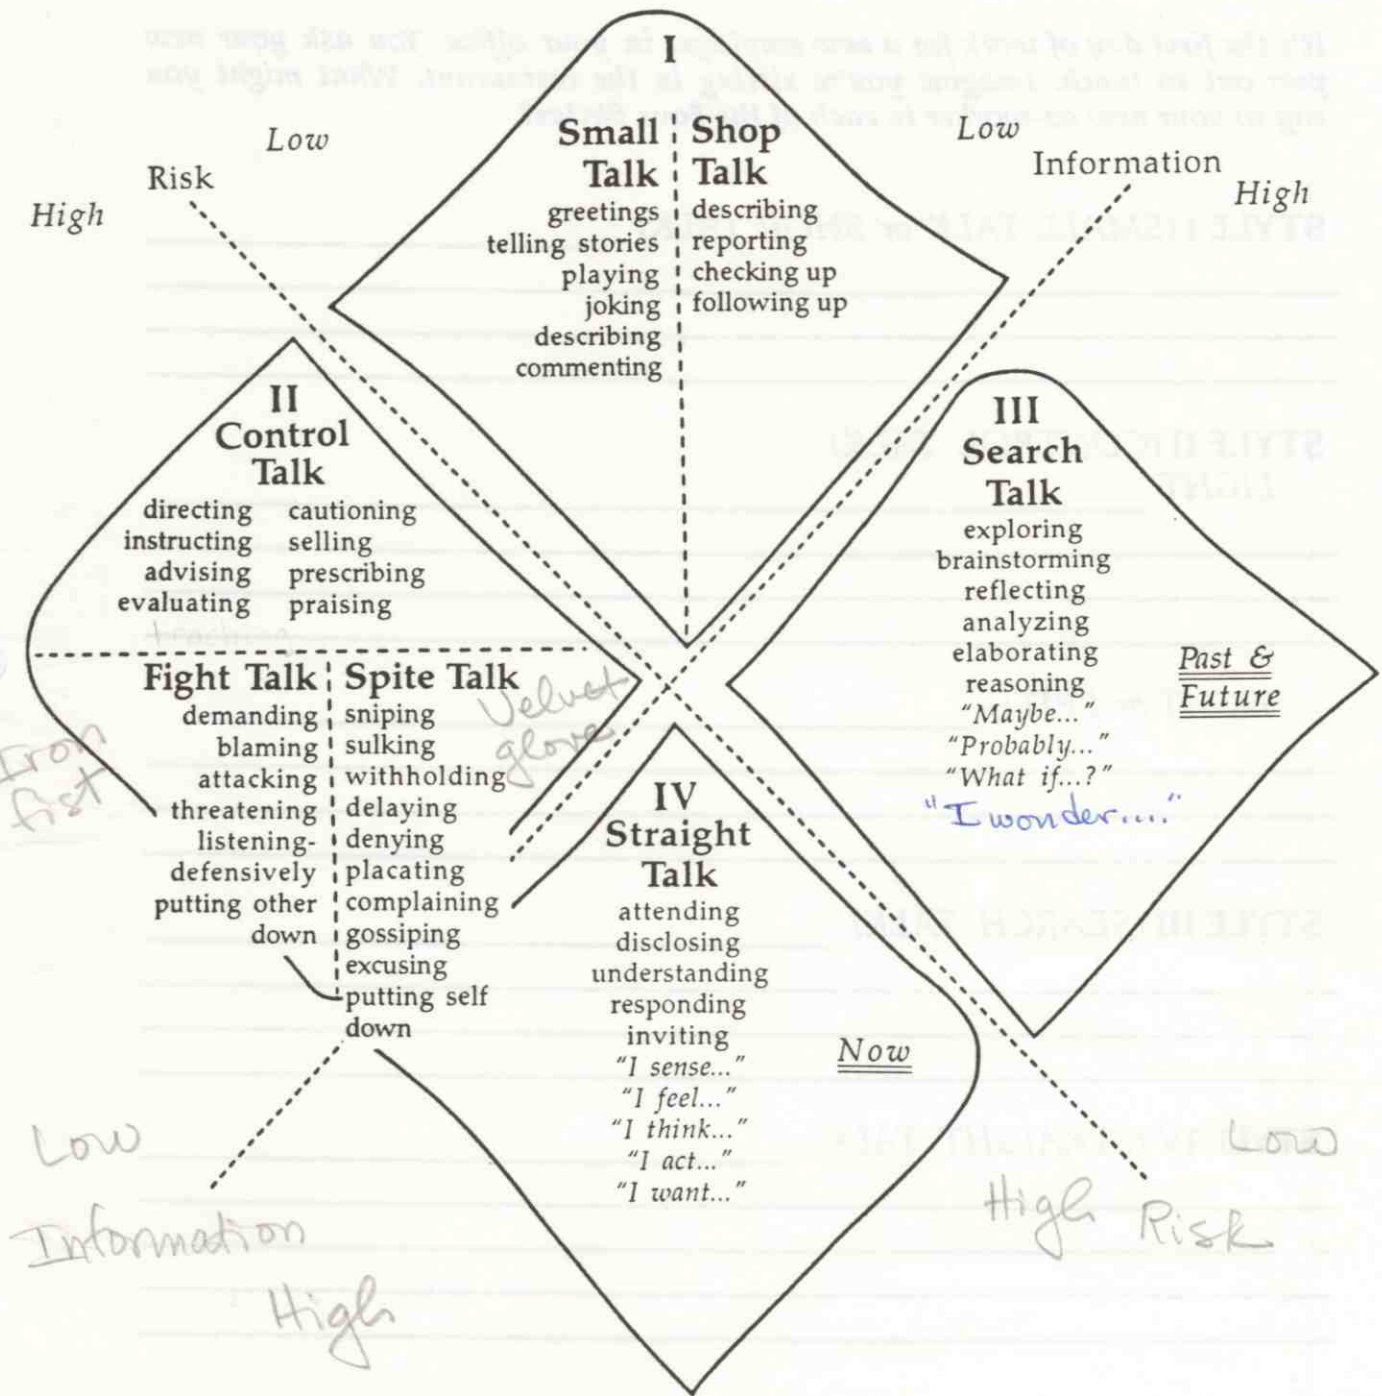 I
Low
Risk
High
Small
Talk
greetings
telling stories
playing
joking
describing
commenting
Shop
Talk
describing
reporting
checking up
following up
Low
Information
High
II
Control
Talk
directing
instructing
advising
evaluating
cautioning
selling
prescribing
praising
teaching
Fight Talk
demanding
blaming
attacking
threatening
listening-
defensively
putting other
down
Iron
fist
Spite Talk
sniping
sulking
withholding
delaying
denying
placating
complaining
gossiping
excusing
putting self
down
Velvet
glove
III
Search
Talk
exploring
brainstorming
reflecting
analyzing
elaborating
reasoning
"Maybe..."
"Probably..."
"What if...?"
"I wonder...."
Past &
Future
IV
Straight
Talk
attending
disclosing
understanding
responding
inviting
"I sense..."
"I feel..."
"I think..."
"I act..."
"I want..."
Now
Low
Information
High
Low
High Risk